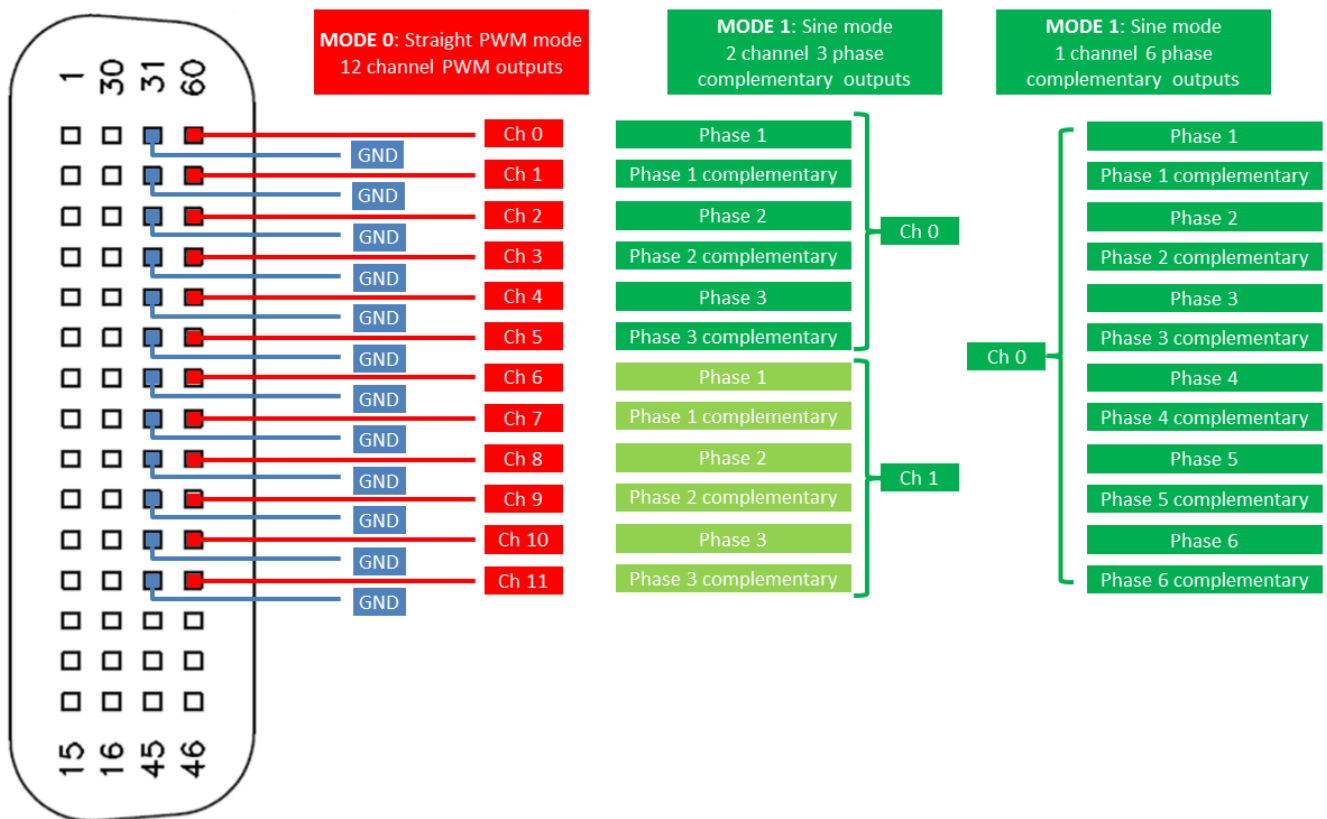 MODE 0: Straight PWM mode
12 channel PWM outputs
MODE 1: Sine mode
2 channel 3 phase
complementary outputs
MODE 1: Sine mode
1 channel 6 phase
complementary outputs
1 30 31 60
Ch 0
GND
Ch 1
GND
Ch 2
GND
Ch 3
GND
Ch 4
GND
Ch 5
GND
Ch 6
GND
Ch 7
GND
Ch 8
GND
Ch 9
GND
Ch 10
GND
Ch 11
GND
15 16 45 46
Phase 1
Phase 1 complementary
Phase 2
Phase 2 complementary
Phase 3
Phase 3 complementary
Ch 0
Phase 1
Phase 1 complementary
Phase 2
Phase 2 complementary
Phase 3
Phase 3 complementary
Ch 1
Ch 0
Phase 1
Phase 1 complementary
Phase 2
Phase 2 complementary
Phase 3
Phase 3 complementary
Phase 4
Phase 4 complementary
Phase 5
Phase 5 complementary
Phase 6
Phase 6 complementary